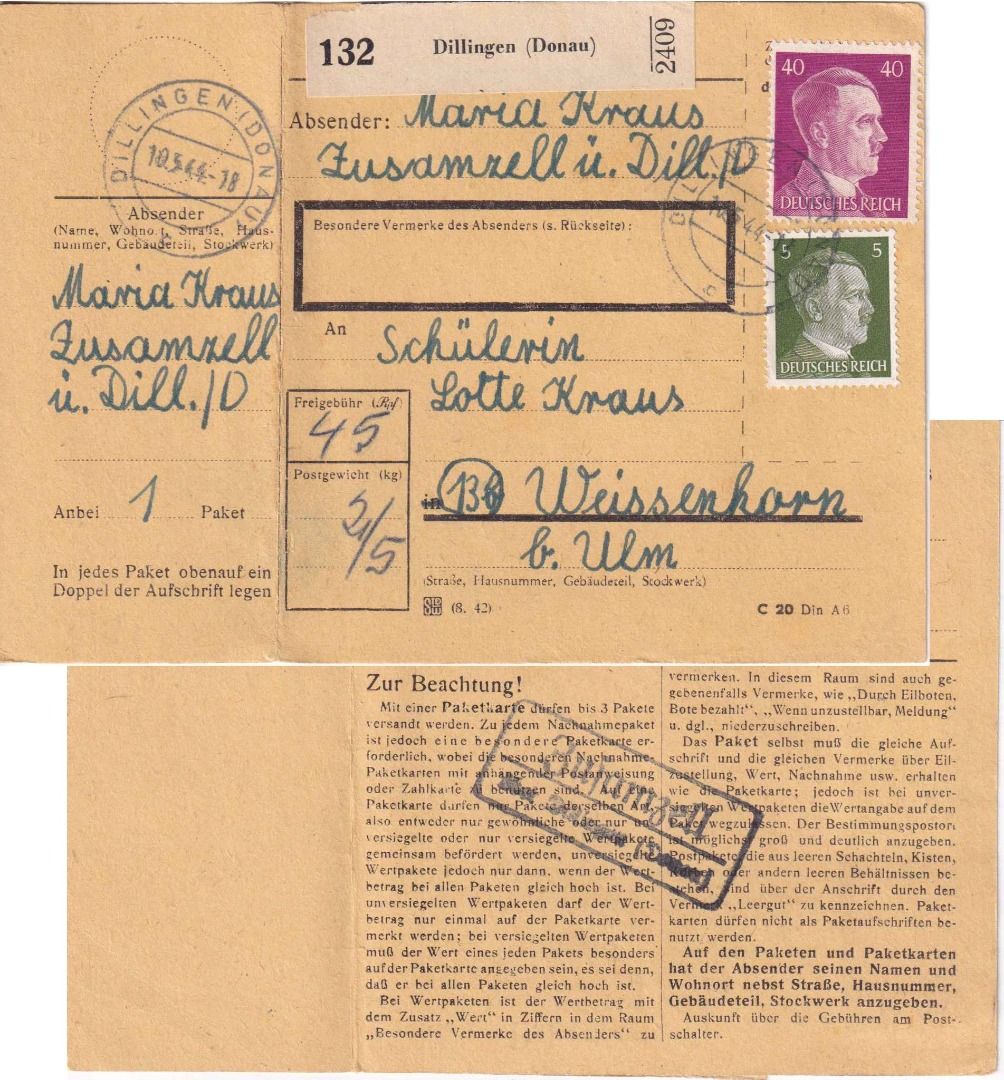 132
Dillingen (Donau)
2409
40 40
DEUTSCHES REICH
5 5
DEUTSCHES REICH
DILLINGEN (DONAU)
10.5.44.-18
Absender: Maria Kraus
Zusamzell ü. Dill./D
Absender
(Name, Wohnort, Straße, Haus-
nummer, Gebäudeteil, Stockwerk)
Maria Kraus
Zusamzell
ü. Dill./D
Anbei 1 Paket
In jedes Paket obenauf ein
Doppel der Aufschrift legen
Besondere Vermerke des Absenders (s. Rückseite):
An Schülerin
Lotte Kraus
Freigebühr (Rpf)
45
Postgewicht (kg)
2/5
in 13b Weissenhorn
b. Ulm
(Straße, Hausnummer, Gebäudeteil, Stockwerk)
(8. 42)
C 20 Din A6
Zur Beachtung!
Mit einer Paketkarte dürfen bis 3 Pakete
versandt werden. Zu jedem Nachnahmepaket
ist jedoch eine besondere Paketkarte er-
forderlich, wobei die besonderen Nachnahme-
Paketkarten mit anhängender Postanweisung
oder Zahlkarte zu benutzen sind. Auf eine
Paketkarte dürfen nur Pakete derselben Art,
also entweder nur gewöhnliche oder nur un-
versiegelte oder nur versiegelte Wertpakete
gemeinsam befördert werden, unversiegelte
Wertpakete jedoch nur dann, wenn der Wert-
betrag bei allen Paketen gleich hoch ist. Bei
unversiegelten Wertpaketen darf der Wert-
betrag nur einmal auf der Paketkarte ver-
merkt werden; bei versiegelten Wertpaketen
muß der Wert eines jeden Pakets besonders
auf der Paketkarte angegeben sein, es sei denn,
daß er bei allen Paketen gleich hoch ist.
Bei Wertpaketen ist der Wertbetrag mit
dem Zusatz „Wert" in Ziffern in dem Raum
„Besondere Vermerke des Absenders" zu
vermerken. In diesem Raum sind auch ge-
gebenenfalls Vermerke, wie „Durch Eilboten,
Bote bezahlt", „Wenn unzustellbar, Meldung"
u. dgl., niederzuschreiben.
Das Paket selbst muß die gleiche Auf-
schrift und die gleichen Vermerke über Eil-
zustellung, Wert, Nachnahme usw. erhalten
wie die Paketkarte; jedoch ist bei unver-
siegelten Wertpaketen die Wertangabe auf dem
Paket wegzulassen. Der Bestimmungspostort
ist möglichst groß und deutlich anzugeben.
Postpakete, die aus leeren Schachteln, Kisten,
Körben oder andern leeren Behältnissen be-
stehen, sind über der Anschrift durch den
Vermerk „Leergut" zu kennzeichnen. Paket-
karten dürfen nicht als Paketaufschriften be-
nutzt werden.
Auf den Paketen und Paketkarten
hat der Absender seinen Namen und
Wohnort nebst Straße, Hausnummer,
Gebäudeteil, Stockwerk anzugeben.
Auskunft über die Gebühren am Post-
schalter.
Zusamzell
(Donau)